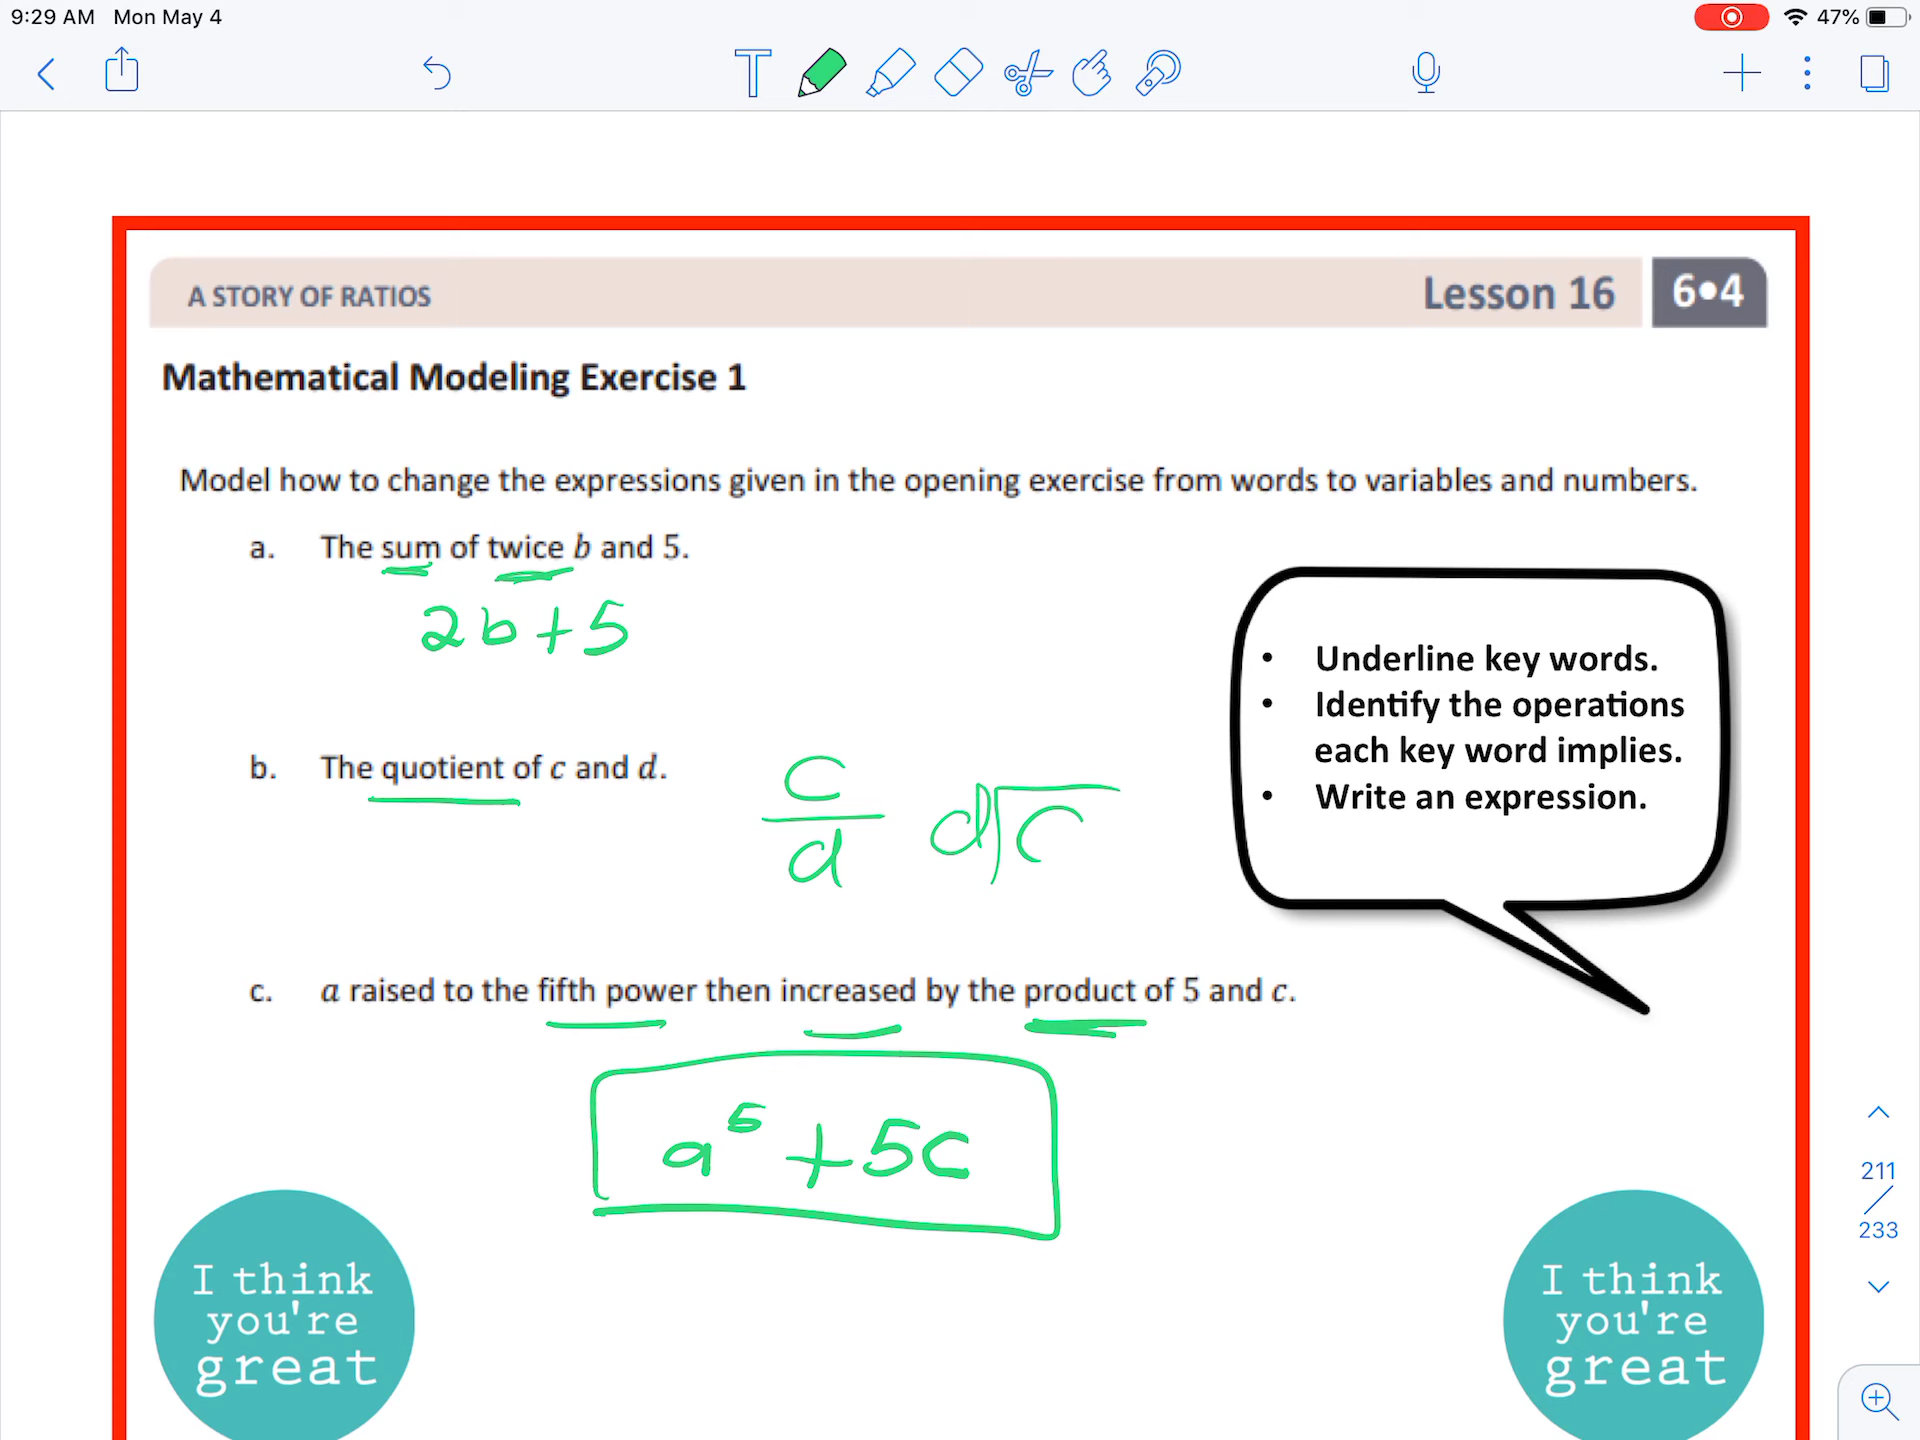 9:29 AM Mon May 4
47%
T
A STORY OF RATIOS
Lesson 16
6•4
Mathematical Modeling Exercise 1
Model how to change the expressions given in the opening exercise from words to variables and numbers.
a. The sum of twice b and 5.
2b+5
• Underline key words.
• Identify the operations
each key word implies.
• Write an expression.
b. The quotient of c and d.
c
d
d c
c. a raised to the fifth power then increased by the product of 5 and c.
a⁵ + 5c
211
/
233
I think
you're
great
I think
you're
great